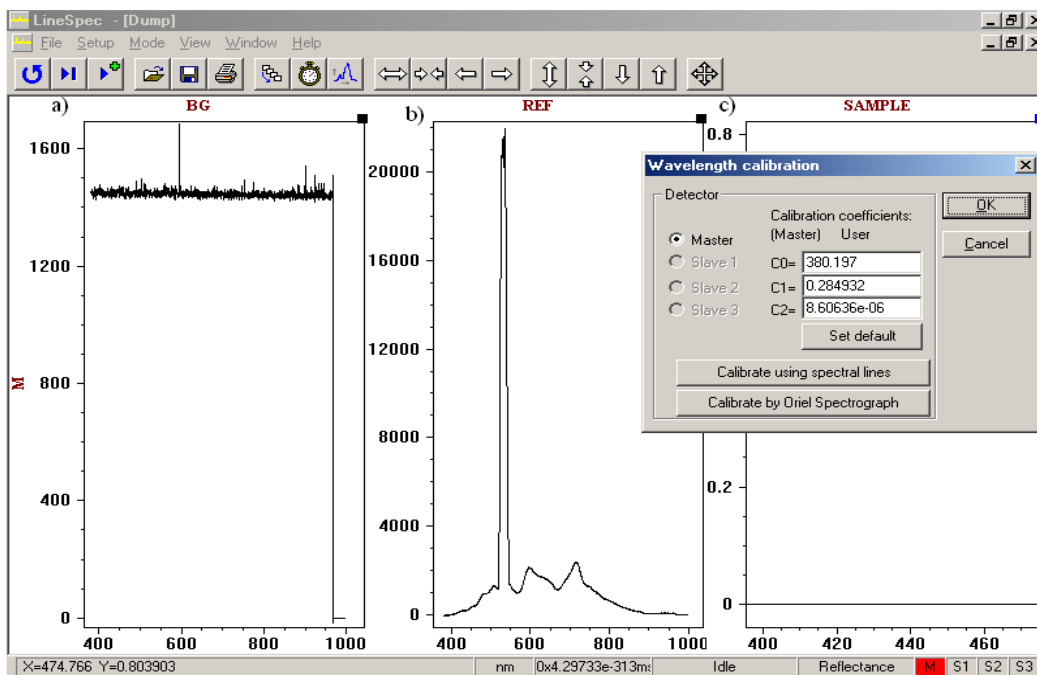 LineSpec - [Dump]
File Setup Mode View Window Help
a) BG
b) REF
c) SAMPLE
1600
1200
M
800
400
0
400 600 800 1000
20000
16000
12000
8000
4000
0
400 600 800 1000
0.8
0.2
0
400 420 440 460
Wavelength calibration
Detector
Calibration coefficients:
(Master) User
Master
Slave 1
Slave 2
Slave 3
C0= 380.197
C1= 0.284932
C2= 8.60636e-06
Set default
Calibrate using spectral lines
Calibrate by Oriel Spectrograph
OK
Cancel
X=474.766 Y=0.803903 nm 0x4.29733e-313m Idle Reflectance M S1 S2 S3